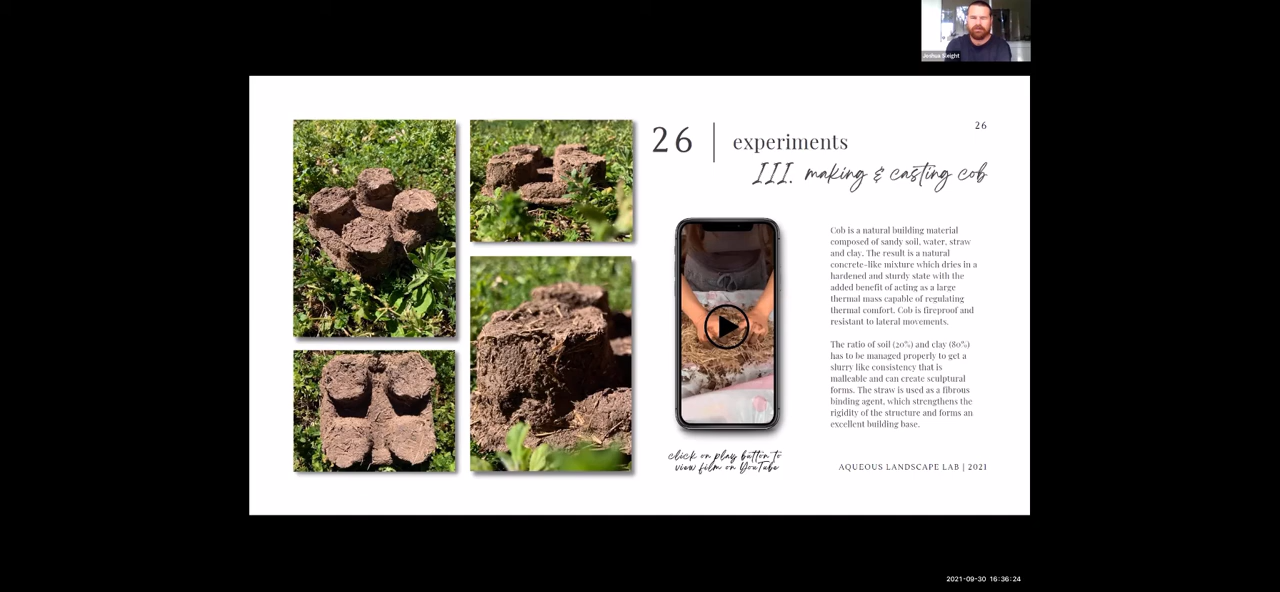 Joshua Sleight
26
26
experiments
III. making & casting cob
Cob is a natural building material
composed of sandy soil, water, straw
and clay. The result is a natural
concrete-like mixture which dries in a
hardened and sturdy state with the
added benefit of acting as a large
thermal mass capable of regulating
thermal comfort. Cob is fireproof and
resistant to lateral movements.
The ratio of soil (20%) and clay (80%)
has to be managed properly to get a
slurry like consistency that is
malleable and can create sculptural
forms. The straw is used as a fibrous
binding agent, which strengthens the
rigidity of the structure and forms an
excellent building base.
click on play button to
view film on YouTube
AQUEOUS LANDSCAPE LAB | 2021
2021-09-30 16:36:24